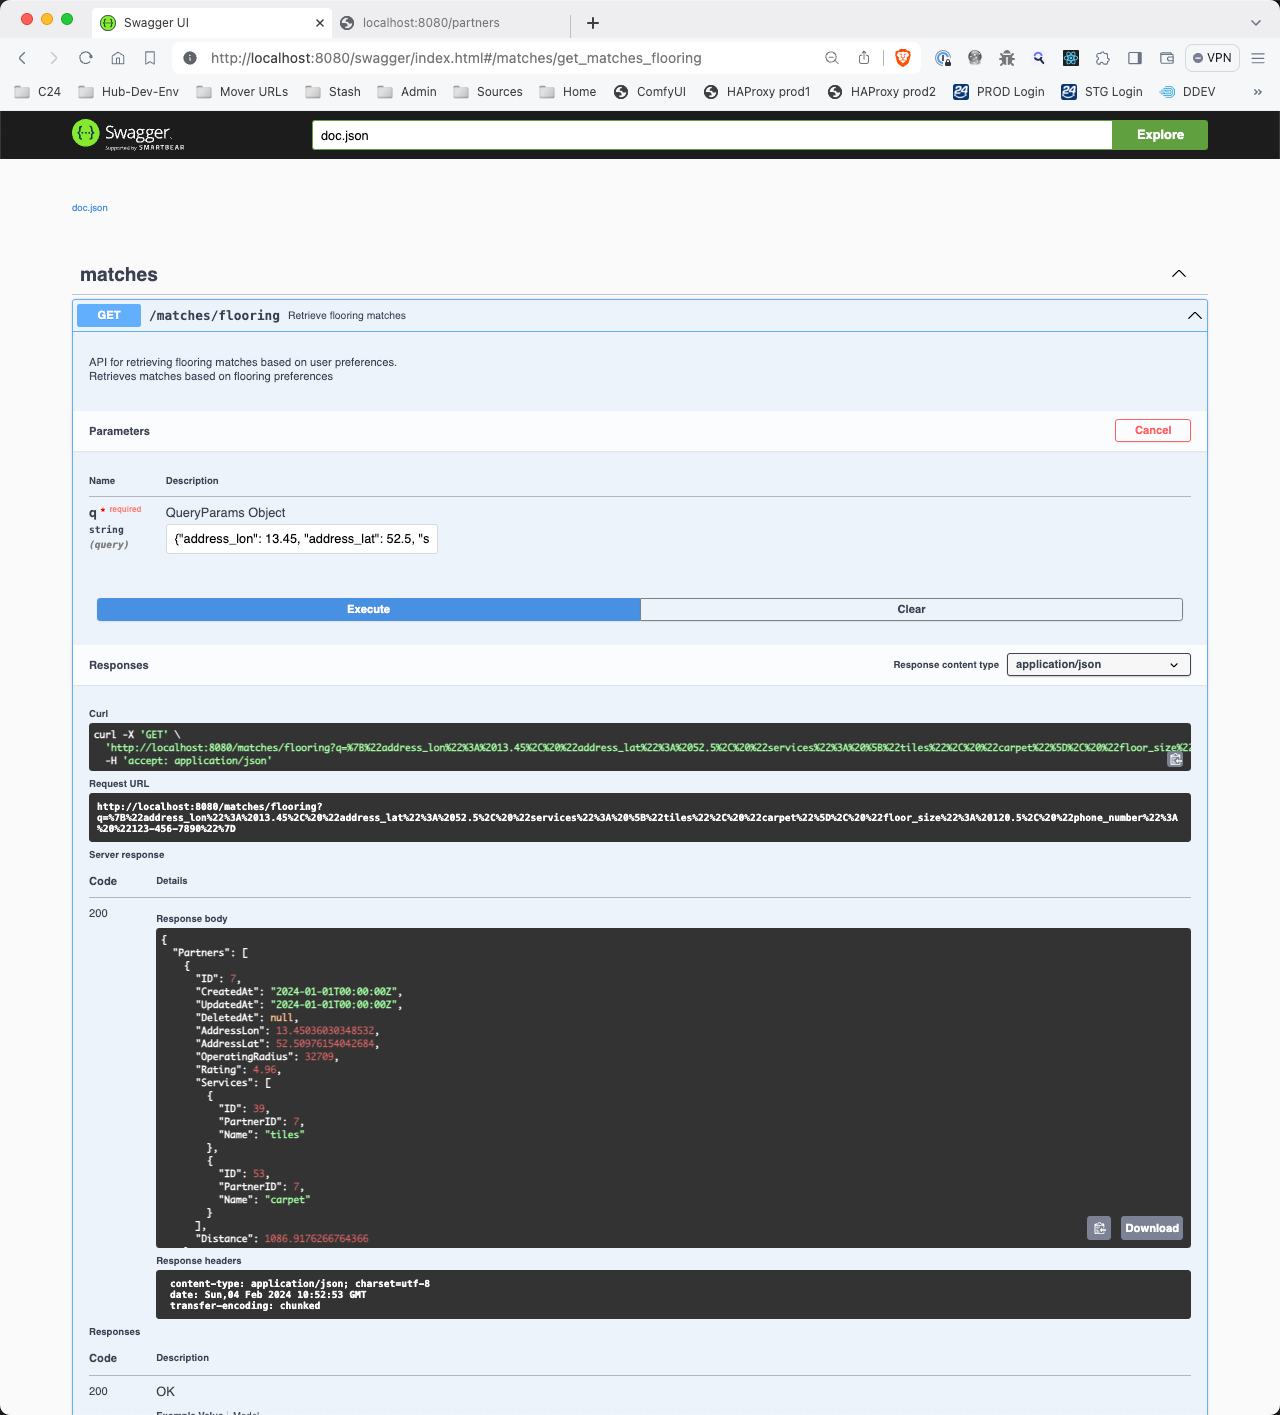 Swagger UI
localhost:8080/partners
http://localhost:8080/swagger/index.html#/matches/get_matches_flooring
VPN
C24
Hub-Dev-Env
Mover URLs
Stash
Admin
Sources
Home
ComfyUI
HAProxy prod1
HAProxy prod2
24 PROD Login
24 STG Login
DDEV
»
{··} Swagger.
Supported by SMARTBEAR
doc.json
Explore
doc.json
matches
GET /matches/flooring Retrieve flooring matches
API for retrieving flooring matches based on user preferences.
Retrieves matches based on flooring preferences
Parameters
Cancel
Name Description
q * required QueryParams Object
string
(query)
{"address_lon": 13.45, "address_lat": 52.5, "s
Execute
Clear
Responses
Response content type
application/json
Curl
curl -X 'GET' \
'http://localhost:8080/matches/flooring?q=%7B%22address_lon%22%3A%2013.45%2C%20%22address_lat%22%3A%2052.5%2C%20%22services%22%3A%20%5B%22tiles%22%2C%20%22carpet%22%5D%2C%20%22floor_size%22
-H 'accept: application/json'
Request URL
http://localhost:8080/matches/flooring?
q=%7B%22address_lon%22%3A%2013.45%2C%20%22address_lat%22%3A%2052.5%2C%20%22services%22%3A%20%5B%22tiles%22%2C%20%22carpet%22%5D%2C%20%22floor_size%22%3A%20120.5%2C%20%22phone_number%22%3A
%20%22123-456-7890%22%7D
Server response
Code Details
200
Response body
{
"Partners": [
{
"ID": 7,
"CreatedAt": "2024-01-01T00:00:00Z",
"UpdatedAt": "2024-01-01T00:00:00Z",
"DeletedAt": null,
"AddressLon": 13.45036030348532,
"AddressLat": 52.50976154042684,
"OperatingRadius": 32709,
"Rating": 4.96,
"Services": [
{
"ID": 39,
"PartnerID": 7,
"Name": "tiles"
},
{
"ID": 53,
"PartnerID": 7,
"Name": "carpet"
}
],
"Distance": 1086.9176266764366
Download
Response headers
content-type: application/json; charset=utf-8
date: Sun,04 Feb 2024 10:52:53 GMT
transfer-encoding: chunked
Responses
Code Description
200 OK
Example Value | Model